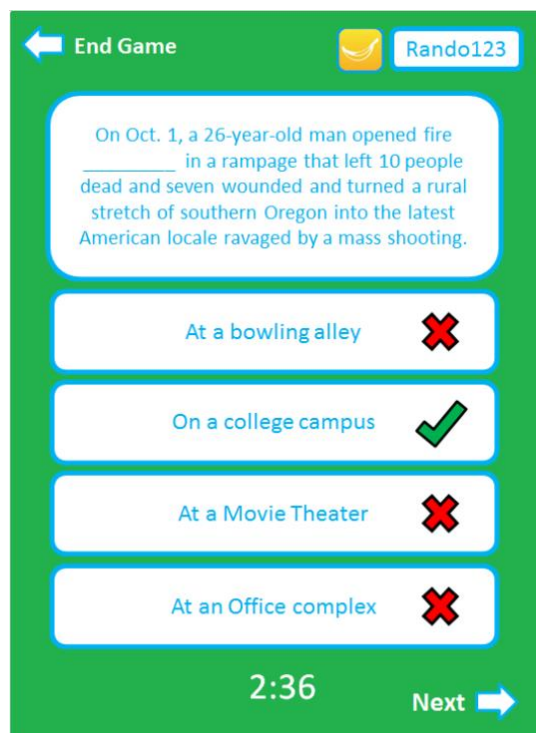 End Game
Rando123
On Oct. 1, a 26-year-old man opened fire
_________ in a rampage that left 10 people
dead and seven wounded and turned a rural
stretch of southern Oregon into the latest
American locale ravaged by a mass shooting.
At a bowling alley
On a college campus
At a Movie Theater
At an Office complex
2:36
Next